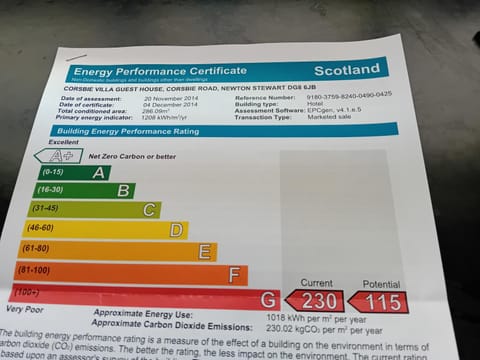 Energy Performance Certificate Scotland
Non-Domestic buildings and buildings other than dwellings
CORSBIE VILLA GUEST HOUSE, CORSBIE ROAD, NEWTON STEWART DG8 6JB
Date of assessment: 20 November 2014 Reference Number: 9180-3759-8240-0490-0425
Date of certificate: 04 December 2014 Building type: Hotel
Total conditioned area: 286.09m² Assessment Software: EPCgen, v4.1.e.5
Primary energy indicator: 1208 kWh/m²/yr Transaction Type: Marketed sale
Building Energy Performance Rating
Excellent
A+ Net Zero Carbon or better
(0-15) A
(16-30) B
(31-45) C
(46-60) D
(61-80) E
(81-100) F
Current Potential
(100+) G 230 115
Very Poor
Approximate Energy Use: 1018 kWh per m² per year
Approximate Carbon Dioxide Emissions: 230.02 kgCO₂ per m² per year
The building energy performance rating is a measure of the effect of a building on the environment in terms of
carbon dioxide (CO₂) emissions. The better the rating, the less impact on the environment. The current rating
based upon an assessor's survey of the